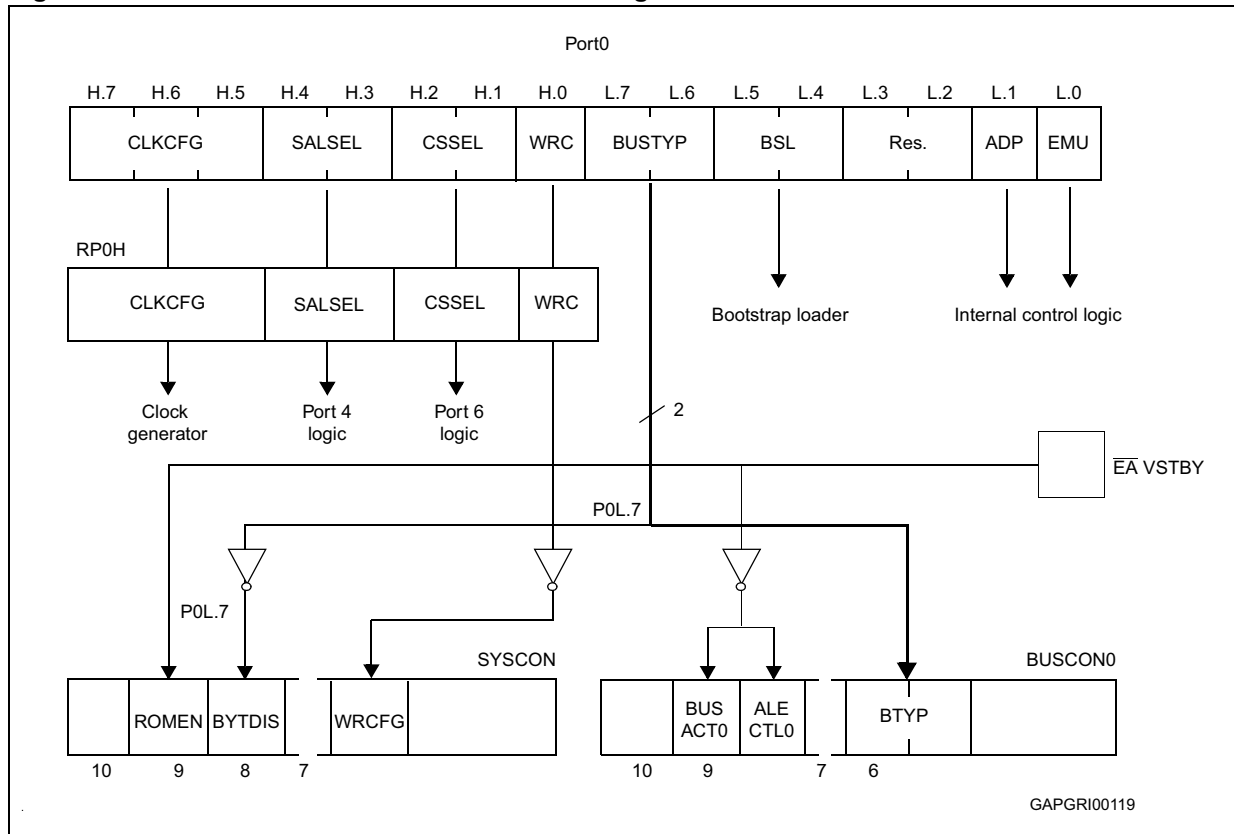 Port0
H.7 H.6 H.5 H.4 H.3 H.2 H.1 H.0 L.7 L.6 L.5 L.4 L.3 L.2 L.1 L.0
CLKCFG SALSEL CSSEL WRC BUSTYP BSL Res. ADP EMU
RP0H
CLKCFG SALSEL CSSEL WRC
Bootstrap loader Internal control logic
Clock generator
Port 4 logic
Port 6 logic
2
EA VSTBY
P0L.7
P0L.7
SYSCON BUSCON0
ROMEN BYTDIS WRCFG
BUS ACT0
ALE CTL0
BTYP
10 9 8 7 10 9 7 6
GAPGRI00119